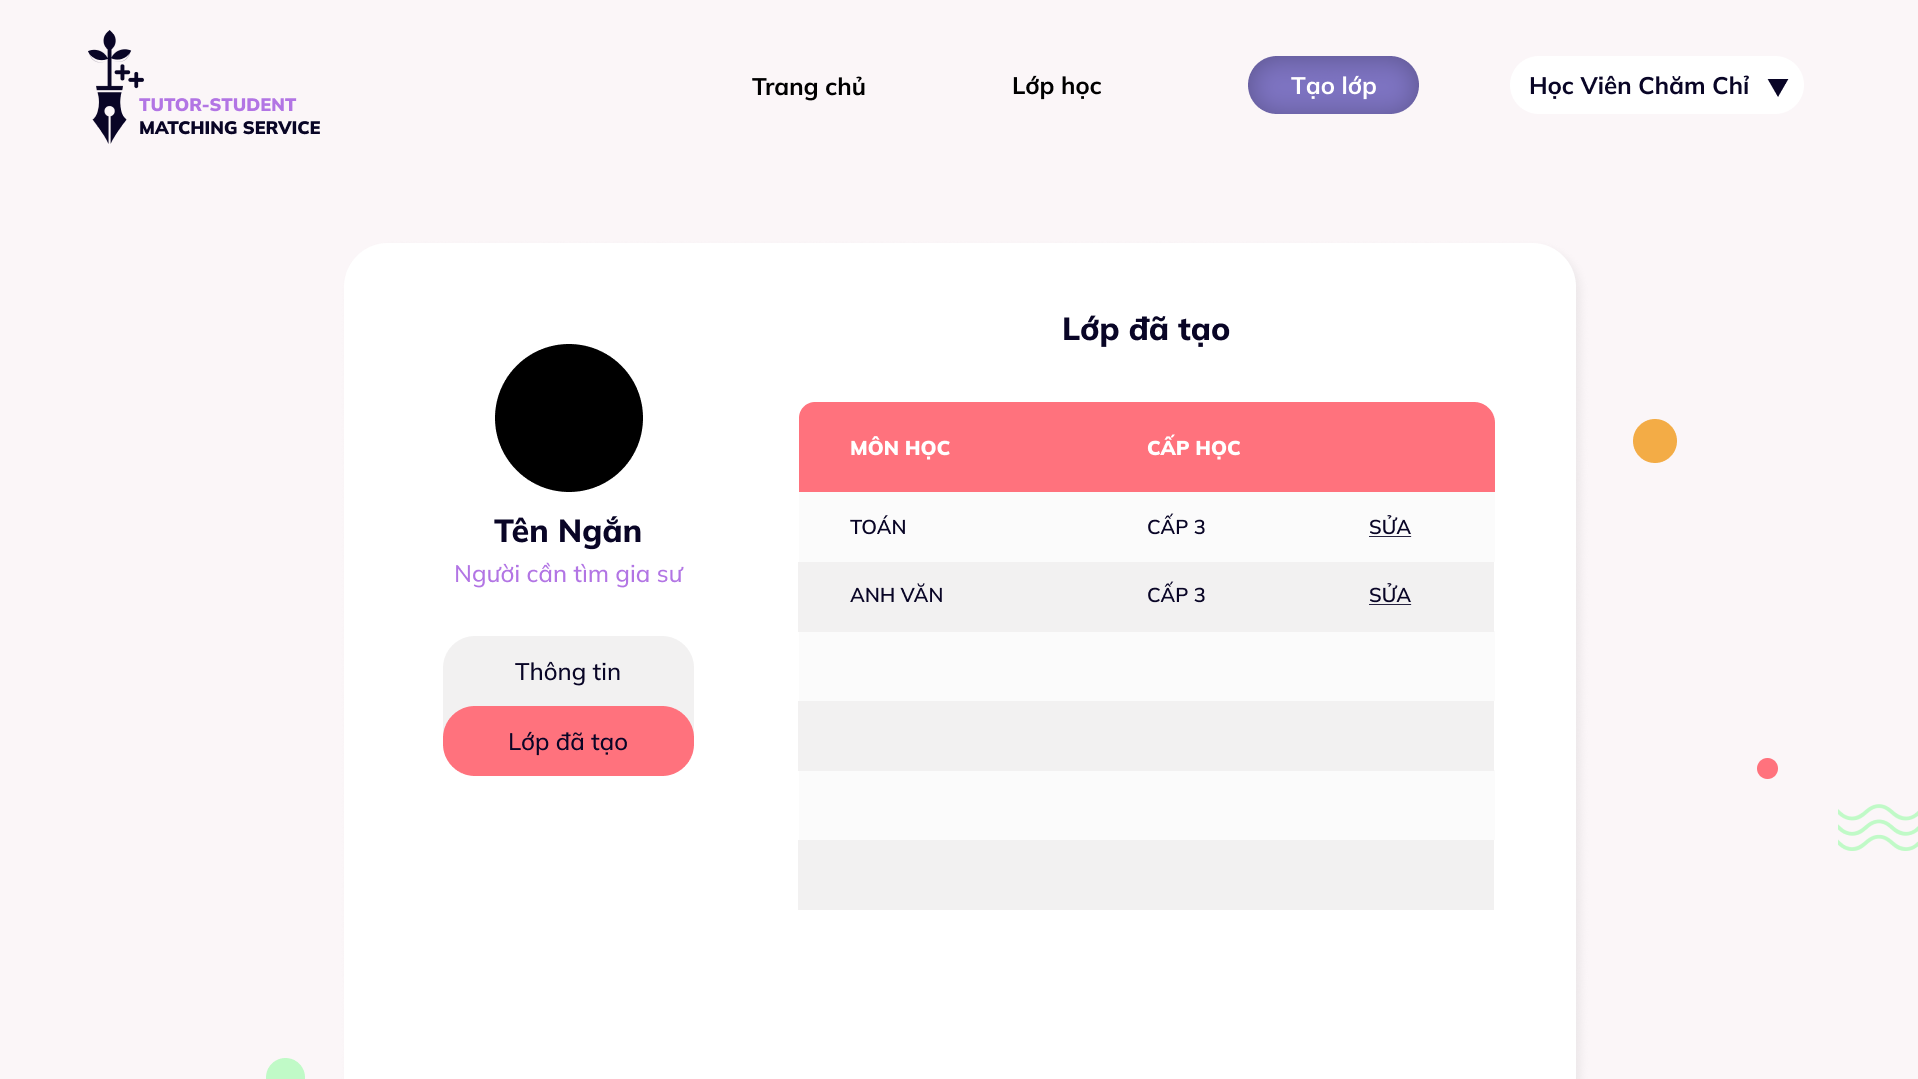 TUTOR-STUDENT
MATCHING SERVICE
Trang chủ
Lớp học
Tạo lớp
Học Viên Chăm Chỉ
Tên Ngắn
Người cần tìm gia sư
Thông tin
Lớp đã tạo
Lớp đã tạo
MÔN HỌC CẤP HỌC
TOÁN CẤP 3 SỬA
ANH VĂN CẤP 3 SỬA